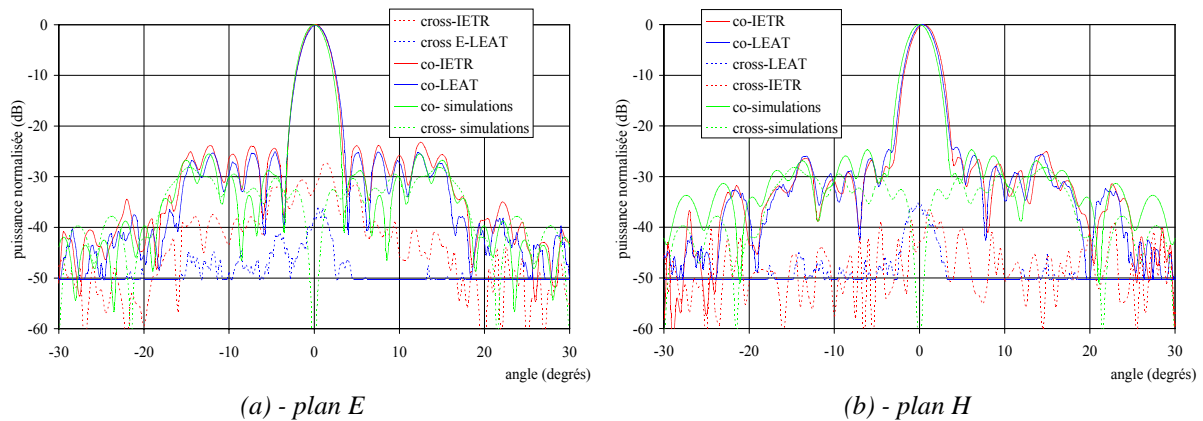 cross-IETR
cross E-LEAT
co-IETR
co-LEAT
co- simulations
cross- simulations
puissance normalisée (dB)
0
-10
-20
-30
-40
-50
-60
-30
-20
-10
0
10
20
30
angle (degrés)
(a) - plan E
co-IETR
co-LEAT
cross-LEAT
cross-IETR
co-simulations
cross-simulations
puissance normalisée (dB)
0
-10
-20
-30
-40
-50
-60
-30
-20
-10
0
10
20
30
angle (degrés)
(b) - plan H